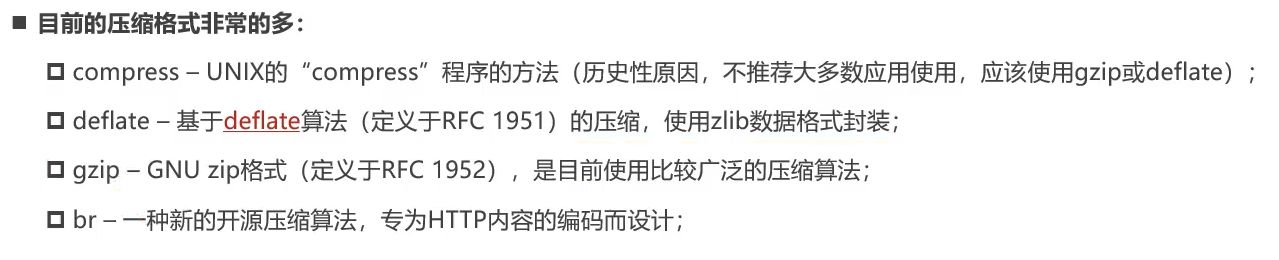 ■ 目前的压缩格式非常的多：
compress – UNIX的“compress”程序的方法（历史性原因，不推荐大多数应用使用，应该使用gzip或deflate）；
deflate – 基于deflate算法（定义于RFC 1951）的压缩，使用zlib数据格式封装；
gzip – GNU zip格式（定义于RFC 1952），是目前使用比较广泛的压缩算法；
br – 一种新的开源压缩算法，专为HTTP内容的编码而设计；